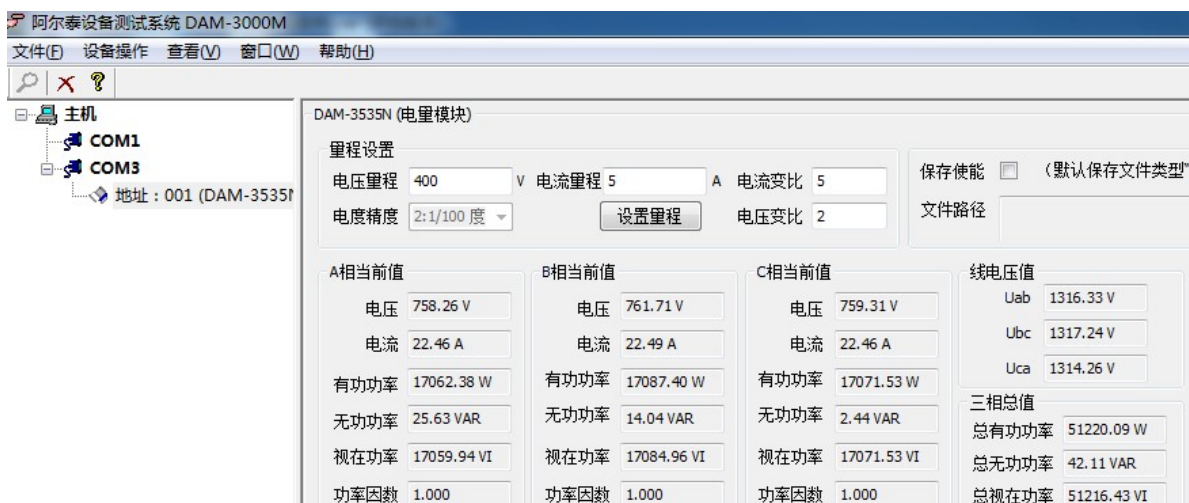 阿尔泰设备测试系统 DAM-3000M
文件(F) 设备操作 查看(V) 窗口(W) 帮助(H)
主机
COM1
COM3
地址：001 (DAM-3535N
DAM-3535N (电量模块)
量程设置
电压量程 400 V 电流量程 5 A 电流变比 5
电度精度 2:1/100 度 设置量程 电压变比 2
保存使能 (默认保存文件类型"
文件路径
A相当前值
电压 758.26 V
电流 22.46 A
有功功率 17062.38 W
无功功率 25.63 VAR
视在功率 17059.94 VI
功率因数 1.000
B相当前值
电压 761.71 V
电流 22.49 A
有功功率 17087.40 W
无功功率 14.04 VAR
视在功率 17084.96 VI
功率因数 1.000
C相当前值
电压 759.31 V
电流 22.46 A
有功功率 17071.53 W
无功功率 2.44 VAR
视在功率 17071.53 VI
功率因数 1.000
线电压值
Uab 1316.33 V
Ubc 1317.24 V
Uca 1314.26 V
三相总值
总有功功率 51220.09 W
总无功功率 42.11 VAR
总视在功率 51216.43 VI